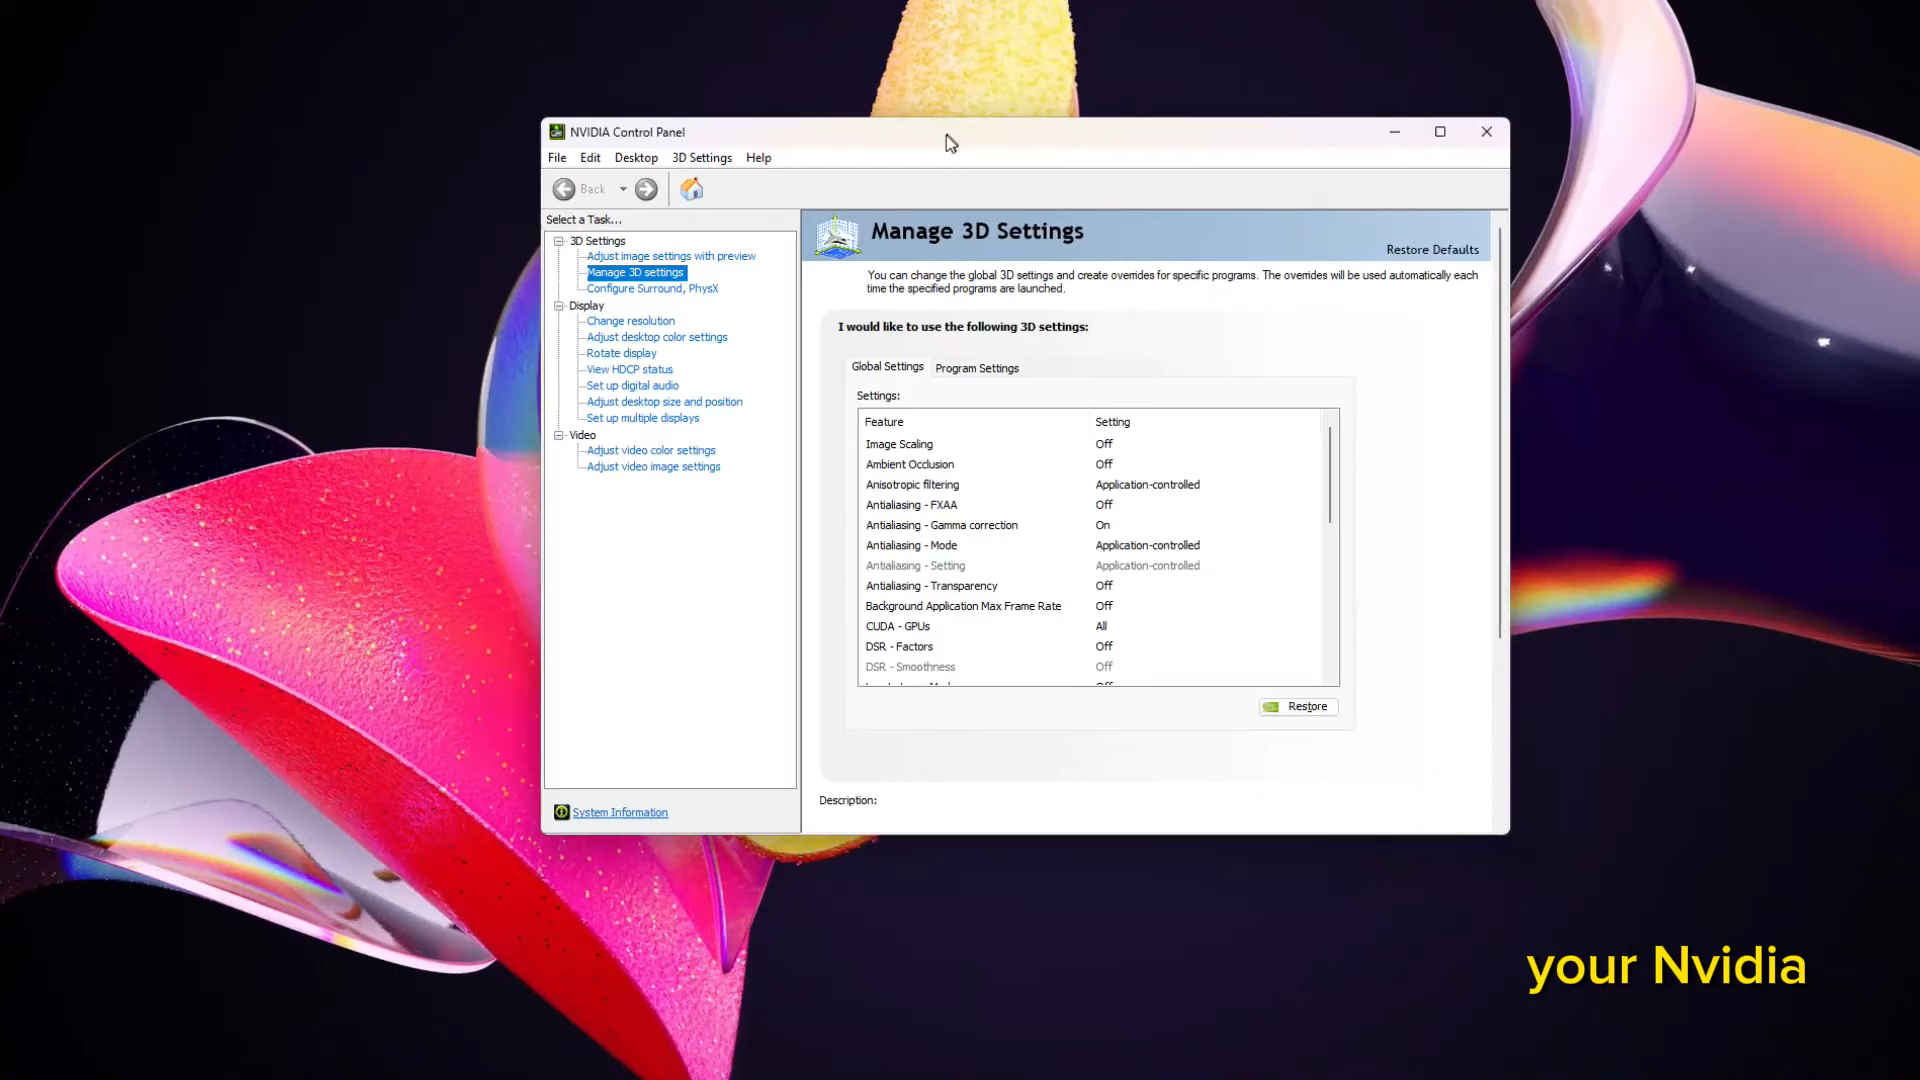 NVIDIA Control Panel
File Edit Desktop 3D Settings Help
Back
Select a Task...
3D Settings
Adjust image settings with preview
Manage 3D settings
Configure Surround, PhysX
Display
Change resolution
Adjust desktop color settings
Rotate display
View HDCP status
Set up digital audio
Adjust desktop size and position
Set up multiple displays
Video
Adjust video color settings
Adjust video image settings
System Information
Manage 3D Settings
Restore Defaults
You can change the global 3D settings and create overrides for specific programs. The overrides will be used automatically each
time the specified programs are launched.
I would like to use the following 3D settings:
Global Settings Program Settings
Settings:
Feature Setting
Image Scaling Off
Ambient Occlusion Off
Anisotropic filtering Application-controlled
Antialiasing - FXAA Off
Antialiasing - Gamma correction On
Antialiasing - Mode Application-controlled
Antialiasing - Setting Application-controlled
Antialiasing - Transparency Off
Background Application Max Frame Rate Off
CUDA - GPUs All
DSR - Factors Off
DSR - Smoothness Off
Restore
Description:
your Nvidia